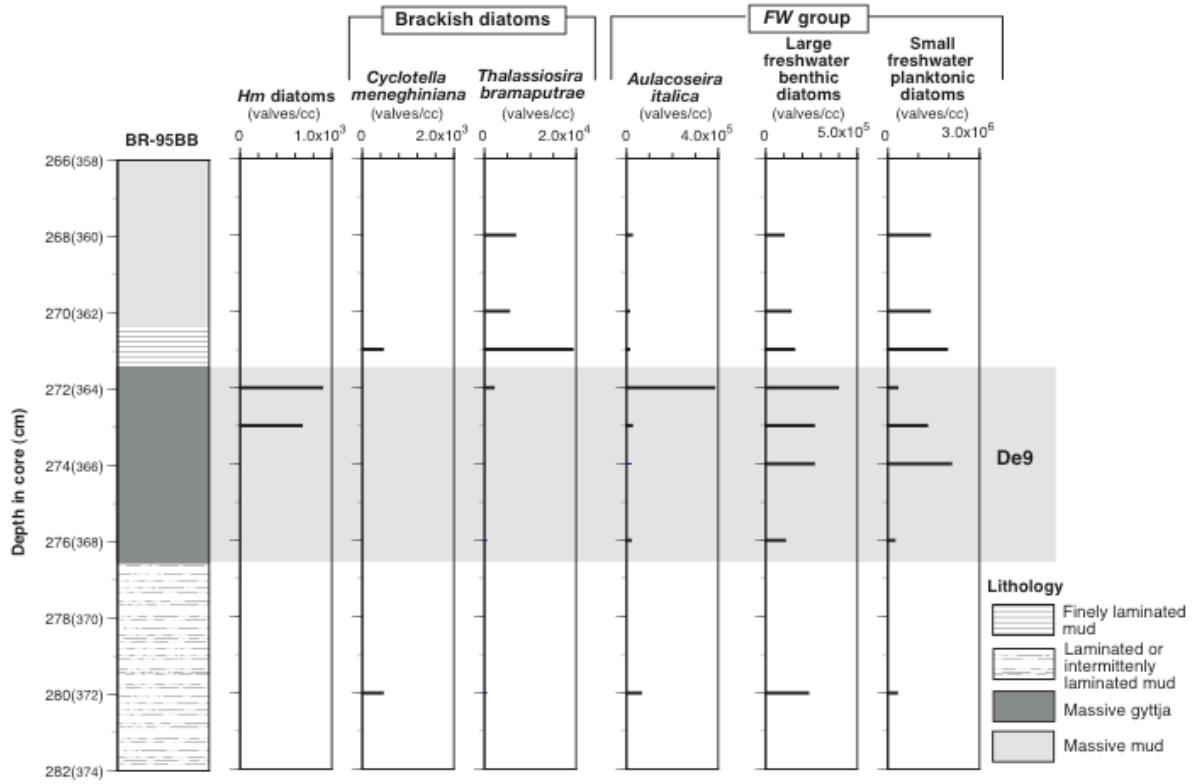 Brackish diatoms
FW group
Hm diatoms
(valves/cc)
0 1.0x10³
Cyclotella
meneghiniana
(valves/cc)
0 2.0x10³
Thalassiosira
bramaputrae
(valves/cc)
0 2.0x10⁴
Aulacoseira
italica
(valves/cc)
0 4.0x10⁵
Large
freshwater
benthic
diatoms
(valves/cc)
0 5.0x10⁵
Small
freshwater
planktonic
diatoms
(valves/cc)
0 3.0x10⁶
BR-95BB
Depth in core (cm)
266(358)
268(360)
270(362)
272(364)
274(366)
276(368)
278(370)
280(372)
282(374)
De9
Lithology
Finely laminated
mud
Laminated or
intermittenly
laminated mud
Massive gyttja
Massive mud